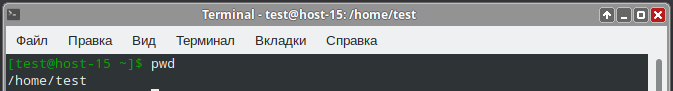 Terminal - test@host-15: /home/test
Файл Правка Вид Терминал Вкладки Справка
[test@host-15 ~]$ pwd
/home/test